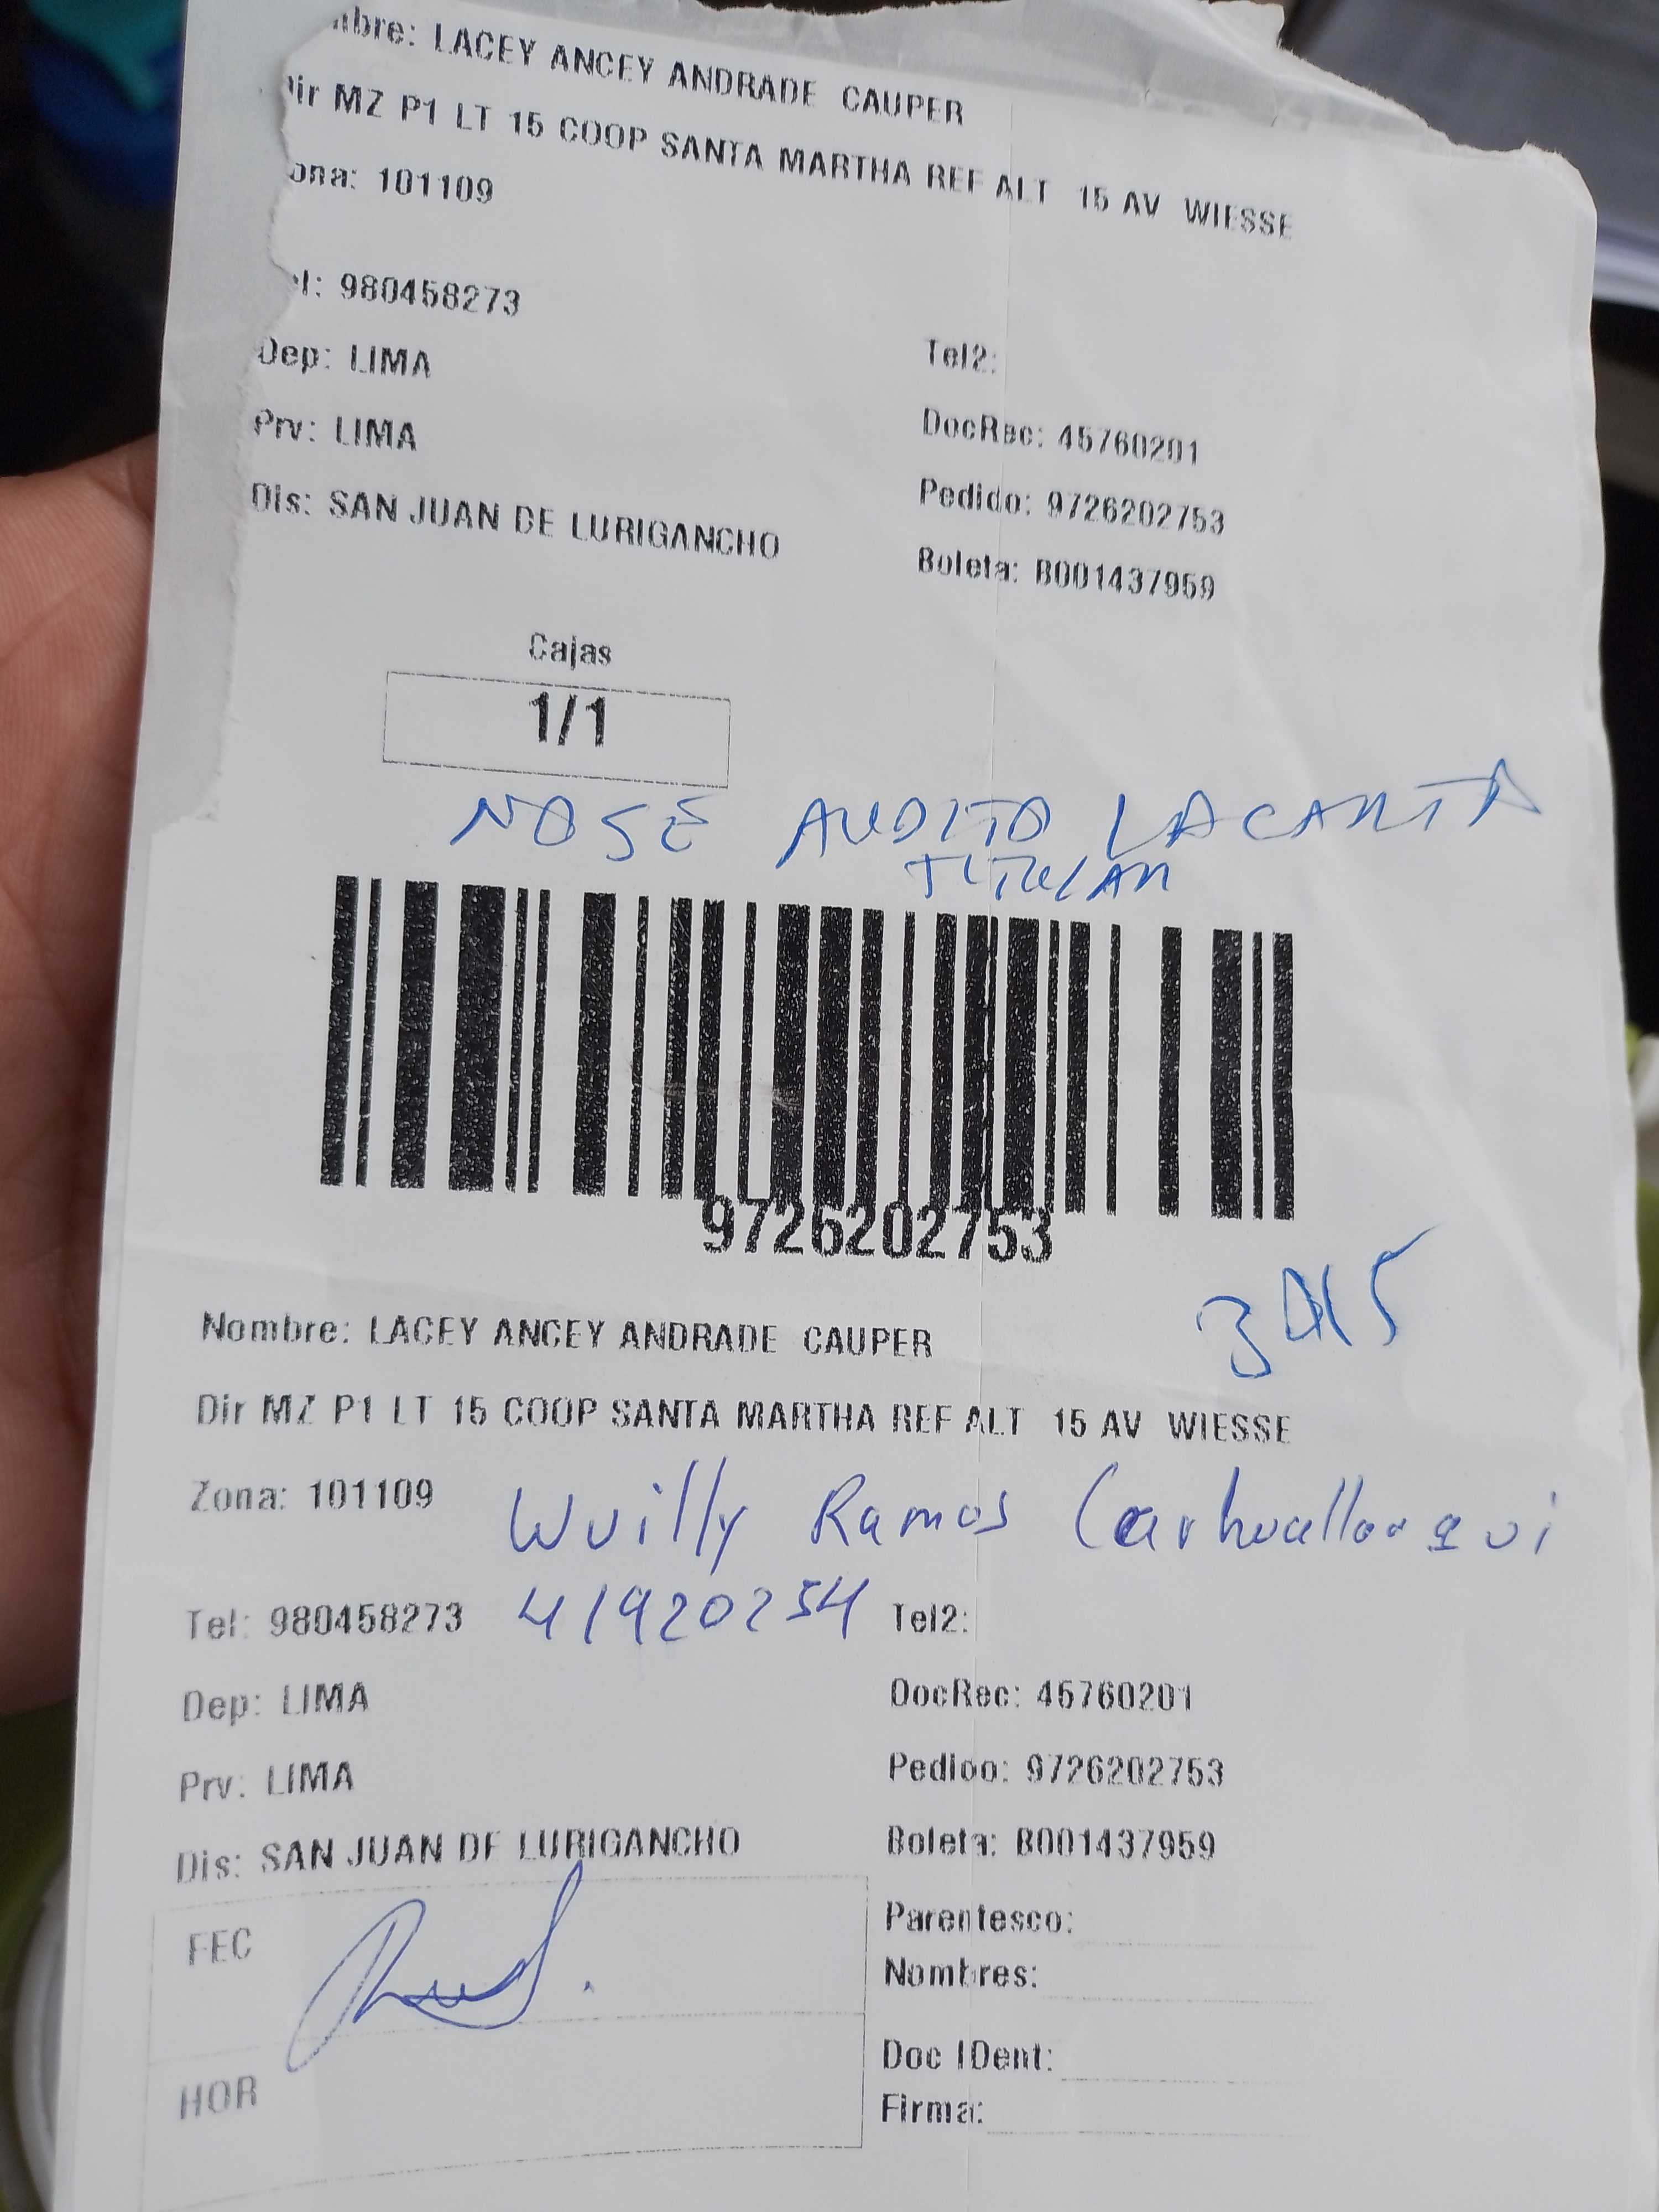 mbre: LACEY ANCEY ANDRADE CAUPER
Dir MZ P1 LT 15 COOP SANTA MARTHA REF ALT 15 AV WIESSE
ona: 101109
el: 980458273
Dep: LIMA
Tel2:
Prv: LIMA
DocRec: 45760201
Dis: SAN JUAN DE LURIGANCHO
Pedido: 9726202753
Boleta: B001437959
Cajas
1/1
NO SE AUDITO LA CARTA
TITULAR
9726202753
Nombre: LACEY ANCEY ANDRADE CAUPER
Dir MZ P1 LT 15 COOP SANTA MARTHA REF ALT 15 AV WIESSE
Zona: 101109
Wuilly Ramos
Tel: 980458273
41920254
Tel2:
Dep: LIMA
DocRec: 45760201
Prv: LIMA
Pedido: 9726202753
Dis: SAN JUAN DE LURIGANCHO
Boleta: B001437959
FEC
Parentesco:
Nombres:
HOR
Doc IDent:
Firma: